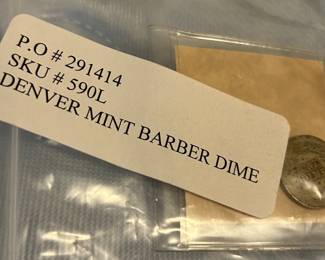 P.O # 291414
SKU # 590L
DENVER MINT BARBER DIME